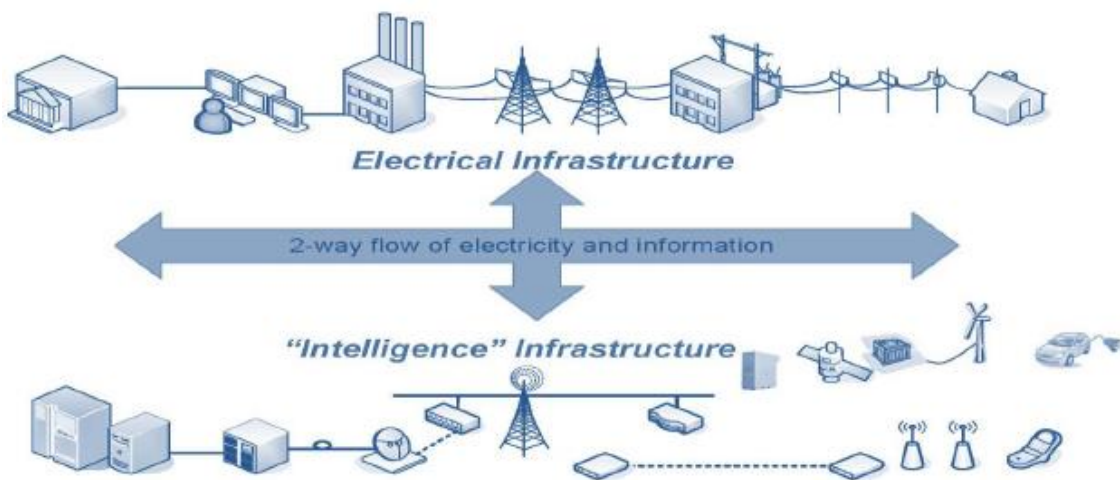 Electrical Infrastructure
2-way flow of electricity and information
“Intelligence” Infrastructure